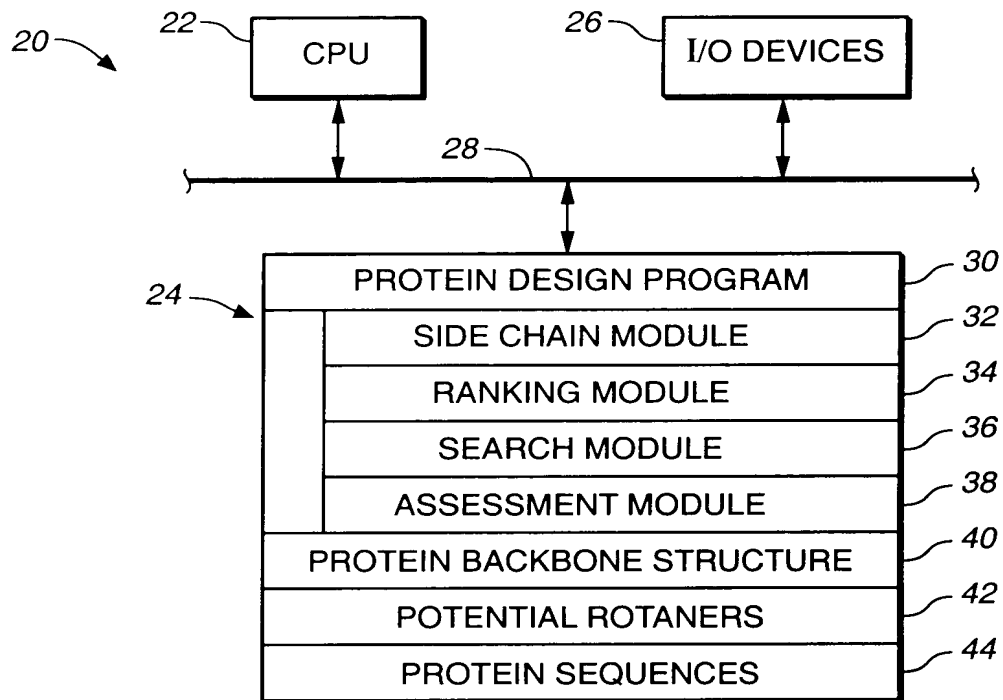 20
22
CPU
26
I/O DEVICES
28
24
PROTEIN DESIGN PROGRAM
30
SIDE CHAIN MODULE
32
RANKING MODULE
34
SEARCH MODULE
36
ASSESSMENT MODULE
38
PROTEIN BACKBONE STRUCTURE
40
POTENTIAL ROTANERS
42
PROTEIN SEQUENCES
44